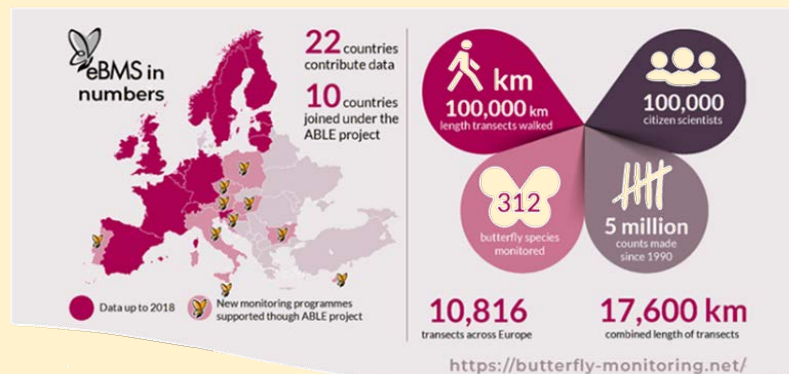 eBMS in
numbers
22 countries
contribute data
10 countries
joined under the
ABLE project
Data up to 2018
New monitoring programmes
supported though ABLE project
km
100,000 km
length transects walked
100,000
citizen scientists
312
butterfly species
monitored
5 million
counts made
since 1990
10,816
transects across Europe
17,600 km
combined length of transects
https://butterfly-monitoring.net/